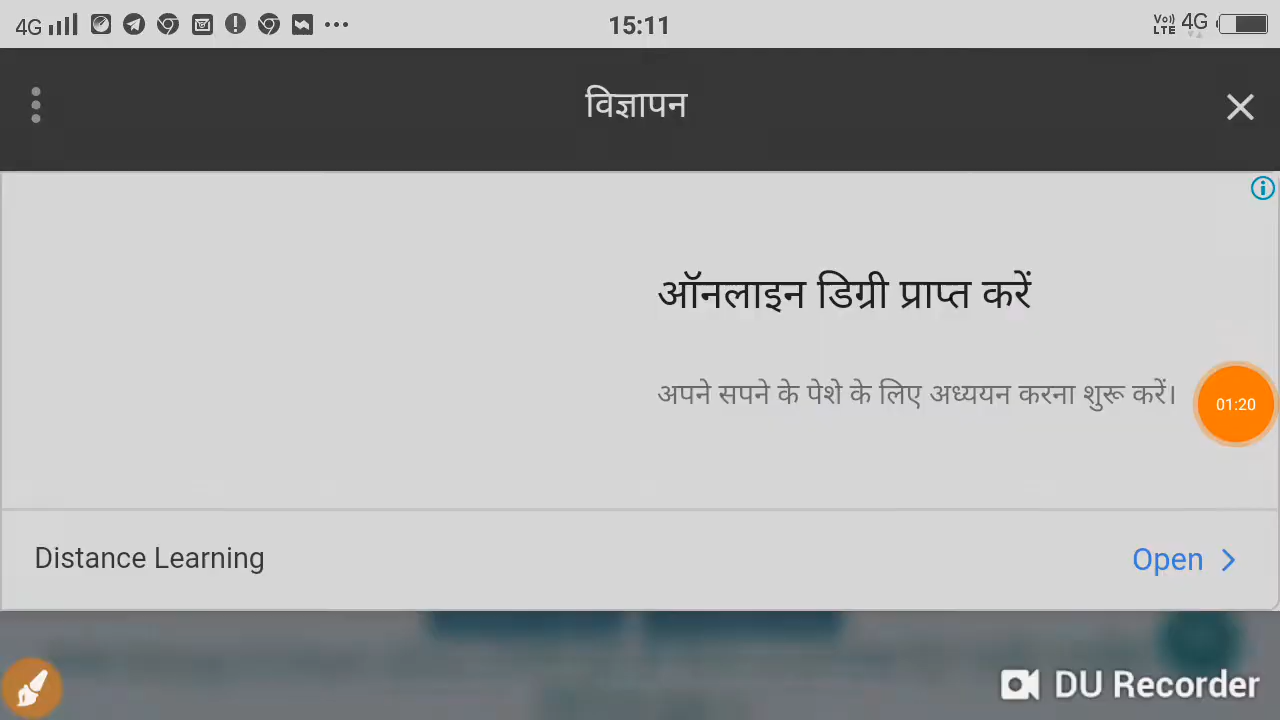 4G 15:11 Vo) LTE 4G
विज्ञापन
ऑनलाइन डिग्री प्राप्त करें
अपने सपने के पेशे के लिए अध्ययन करना शुरू करें।
01:20
Distance Learning Open
DU Recorder